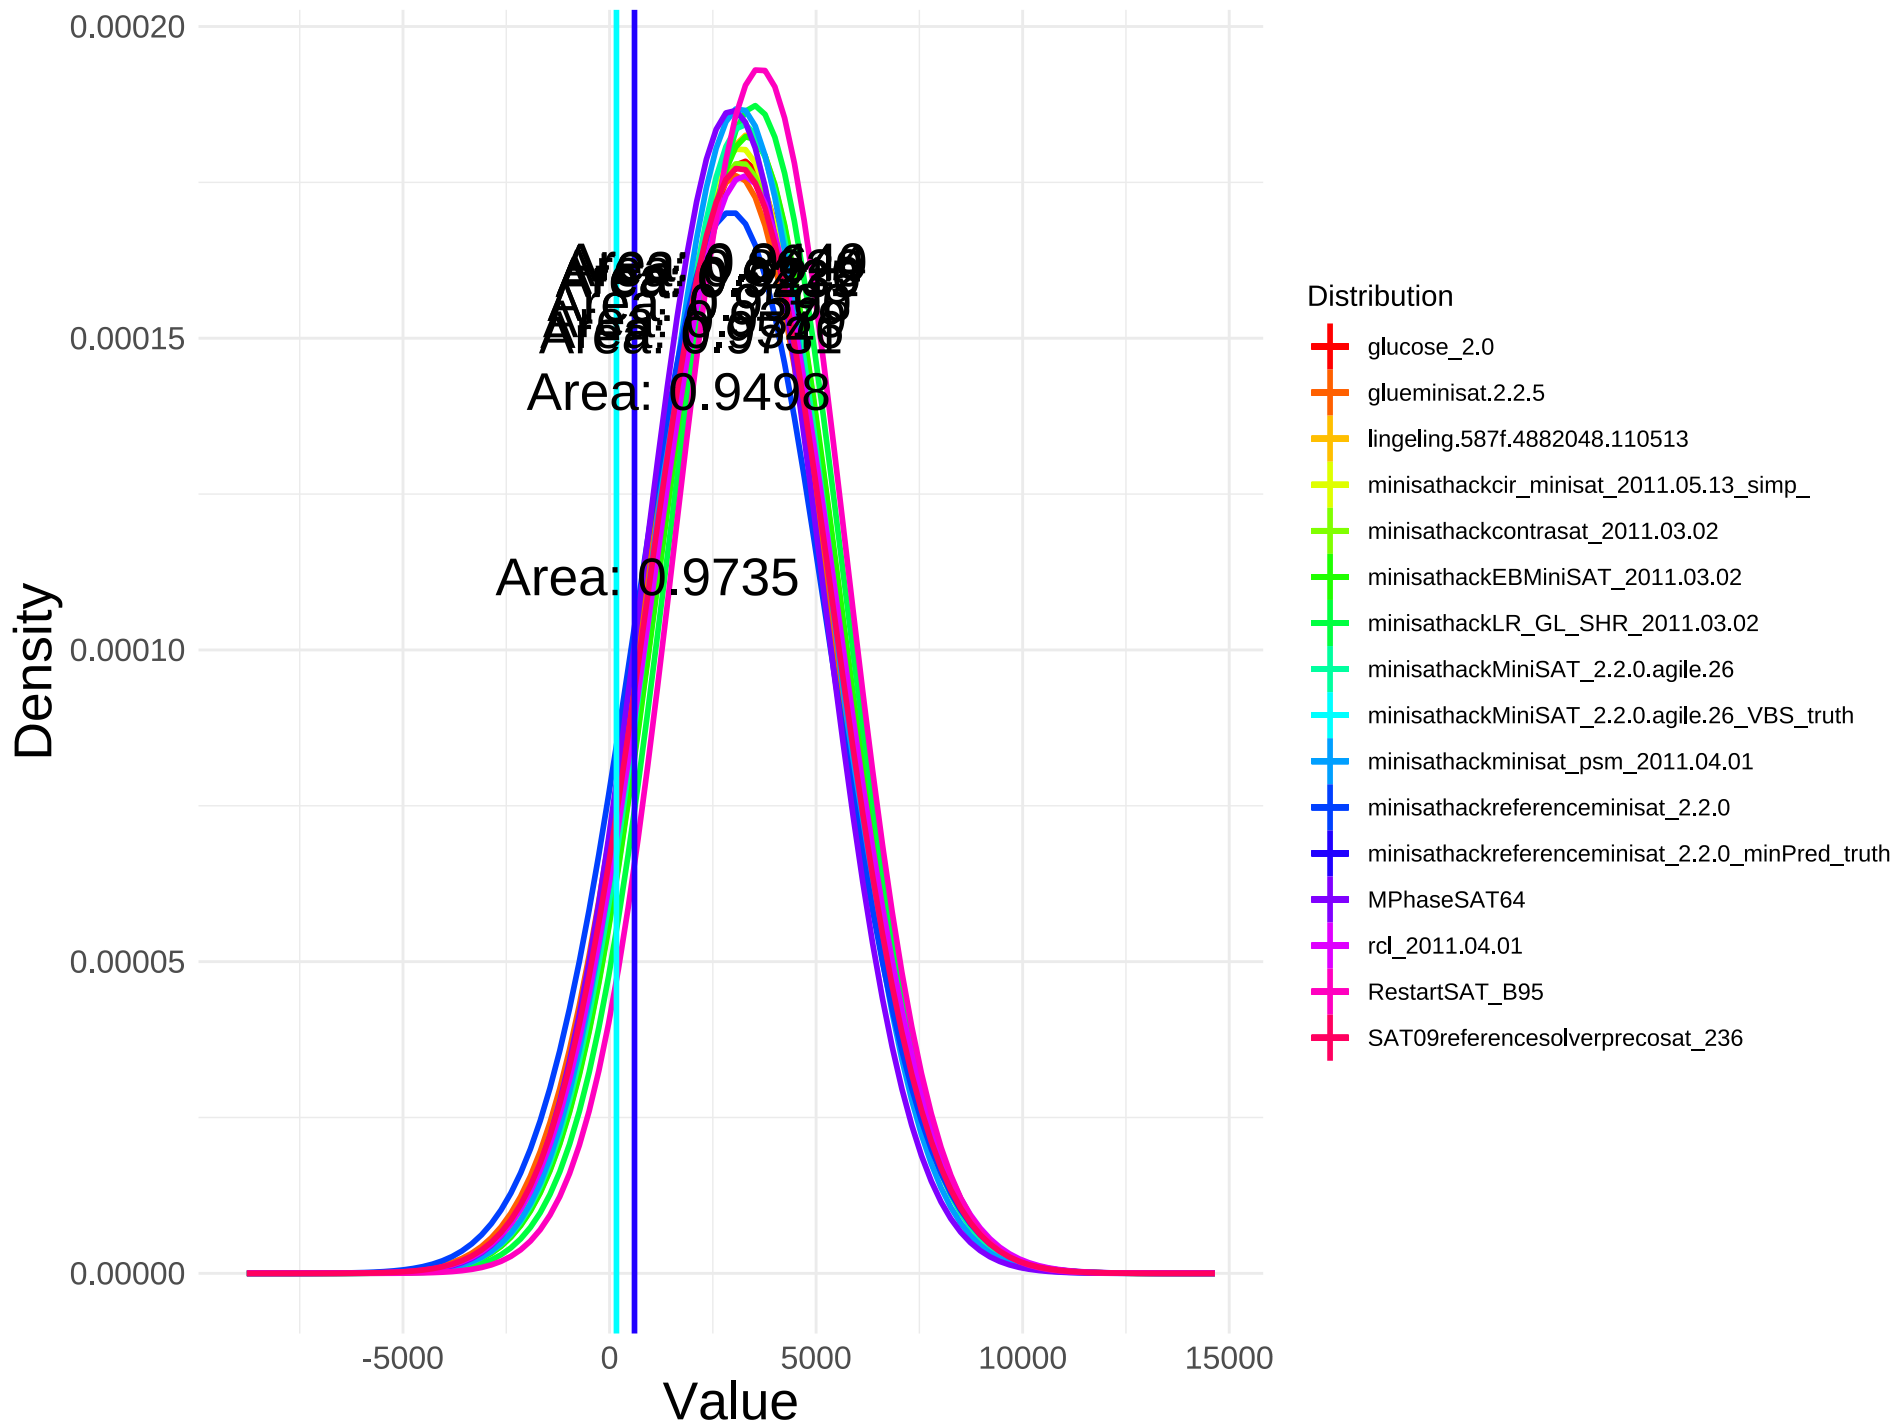 0.00020
0.00015
0.00010
0.00005
0.00000
Density
Area: 0.9498
Area: 0.9735
-5000
0
5000
10000
15000
Value
Distribution
glucose_2.0
glueminisat.2.2.5
lingeling.587f.4882048.110513
minisathackcir_minisat_2011.05.13_simp_
minisathackcontrasat_2011.03.02
minisathackEBMiniSAT_2011.03.02
minisathackLR_GL_SHR_2011.03.02
minisathackMiniSAT_2.2.0.agile.26
minisathackMiniSAT_2.2.0.agile.26_VBS_truth
minisathackminisat_psm_2011.04.01
minisathackreferenceminisat_2.2.0
minisathackreferenceminisat_2.2.0_minPred_truth
MPhaseSAT64
rcl_2011.04.01
RestartSAT_B95
SAT09referencesolverprecosat_236